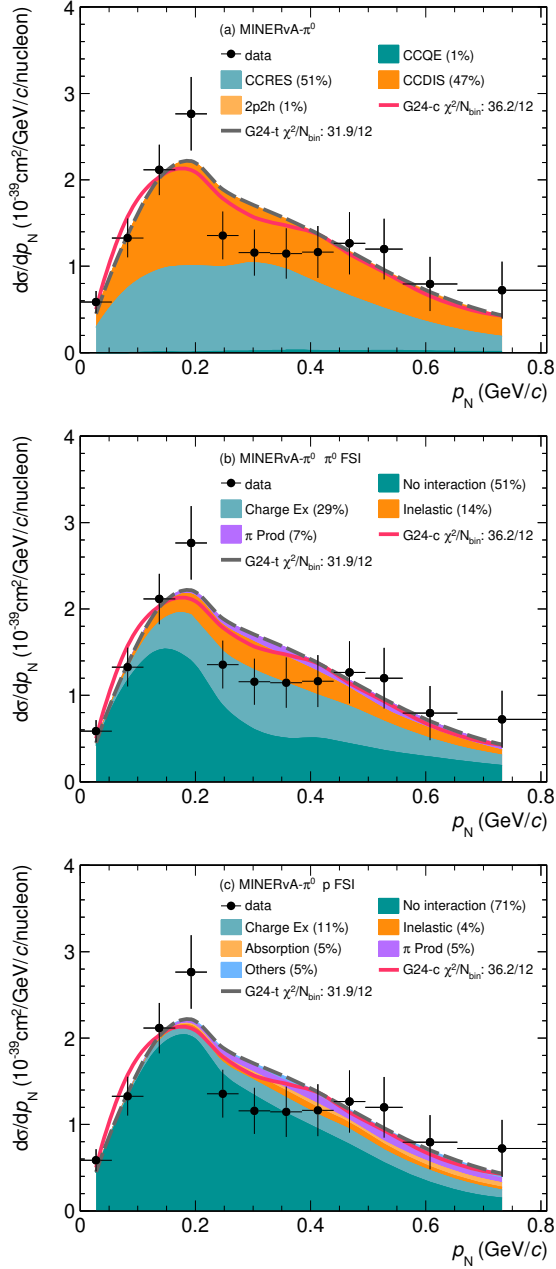 (a) MINERvA-π⁰
data
CCQE (1%)
CCRES (51%)
CCDIS (47%)
2p2h (1%)
G24-c χ²/N_bin: 36.2/12
G24-t χ²/N_bin: 31.9/12
dσ/dp_N (10⁻³⁹cm²/GeV/c/nucleon)
4
3
2
1
0
0
0.2
0.4
0.6
0.8
p_N (GeV/c)
(b) MINERvA-π⁰ π⁰ FSI
data
No interaction (51%)
Charge Ex (29%)
Inelastic (14%)
π Prod (7%)
G24-c χ²/N_bin: 36.2/12
G24-t χ²/N_bin: 31.9/12
dσ/dp_N (10⁻³⁹cm²/GeV/c/nucleon)
4
3
2
1
0
0
0.2
0.4
0.6
0.8
p_N (GeV/c)
(c) MINERvA-π⁰ p FSI
data
No interaction (71%)
Charge Ex (11%)
Inelastic (4%)
Absorption (5%)
π Prod (5%)
Others (5%)
G24-c χ²/N_bin: 36.2/12
G24-t χ²/N_bin: 31.9/12
dσ/dp_N (10⁻³⁹cm²/GeV/c/nucleon)
4
3
2
1
0
0
0.2
0.4
0.6
0.8
p_N (GeV/c)